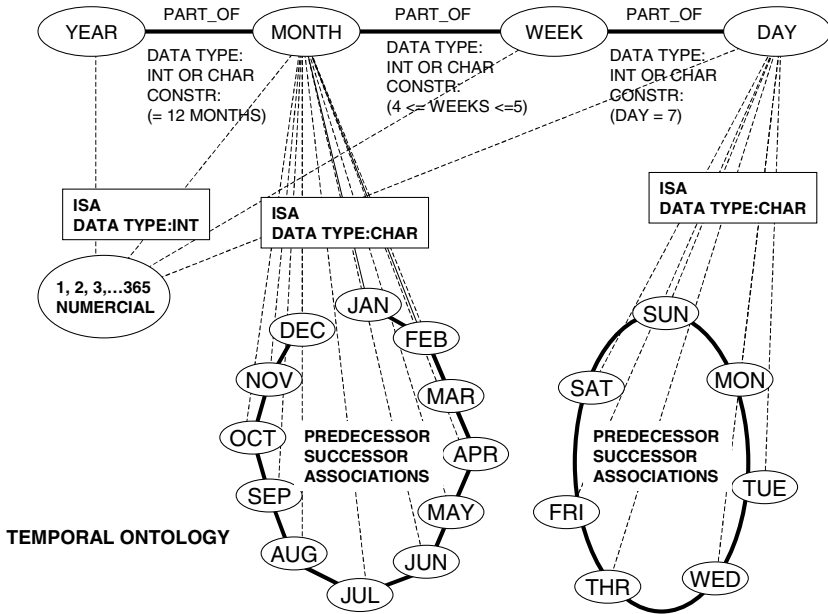 PART_OF
PART_OF
PART_OF
YEAR
MONTH
WEEK
DAY
DATA TYPE:
INT OR CHAR
CONSTR:
(= 12 MONTHS)
DATA TYPE:
INT OR CHAR
CONSTR:
(4 <= WEEKS <=5)
DATA TYPE:
INT OR CHAR
CONSTR:
(DAY = 7)
ISA
DATA TYPE:INT
ISA
DATA TYPE:CHAR
ISA
DATA TYPE:CHAR
1, 2, 3,...365
NUMERCIAL
JAN
FEB
MAR
APR
MAY
JUN
JUL
AUG
SEP
OCT
NOV
DEC
PREDECESSOR
SUCCESSOR
ASSOCIATIONS
SUN
MON
TUE
WED
THR
FRI
SAT
PREDECESSOR
SUCCESSOR
ASSOCIATIONS
TEMPORAL ONTOLOGY